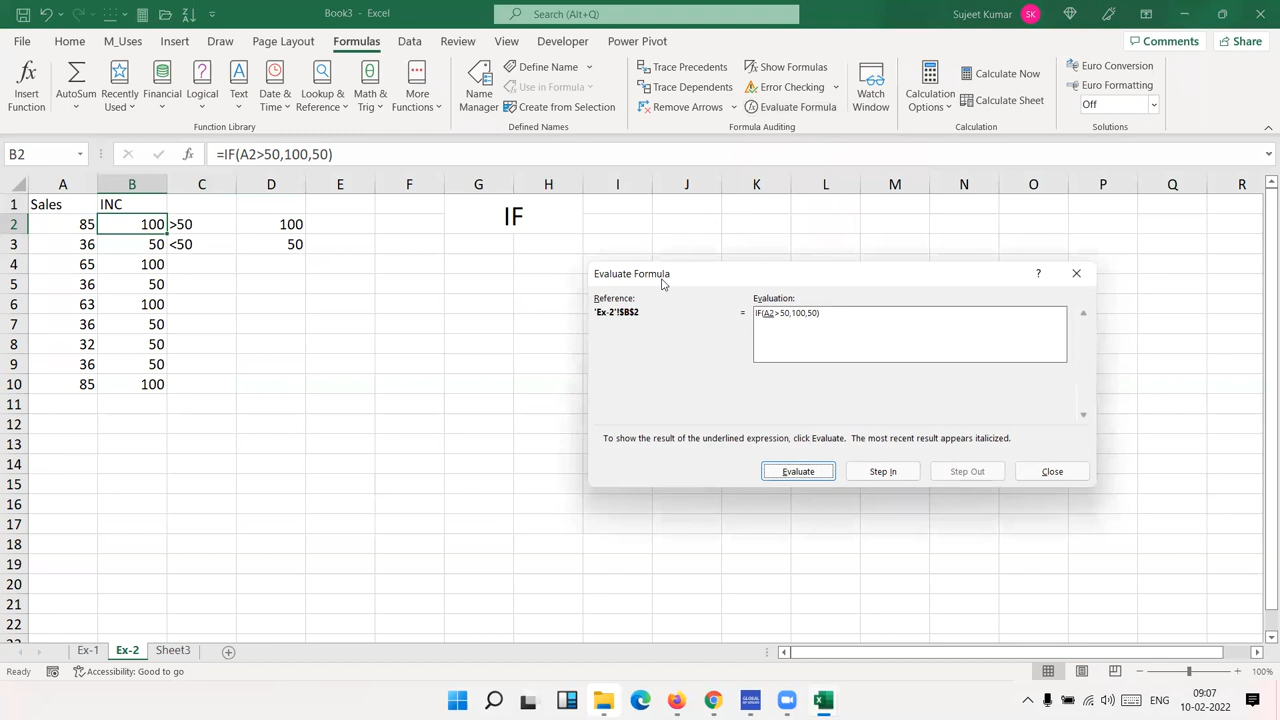 Book3 - Excel
Search (Alt+Q)
Sujeet Kumar
SK
File Home M_Uses Insert Draw Page Layout Formulas Data Review View Developer Power Pivot
Comments Share
Insert Function
AutoSum
Recently Used
Financial
Logical
Text
Date & Time
Lookup & Reference
Math & Trig
More Functions
Function Library
Name Manager
Define Name
Use in Formula
Create from Selection
Defined Names
Trace Precedents
Trace Dependents
Remove Arrows
Show Formulas
Error Checking
Evaluate Formula
Formula Auditing
Watch Window
Calculation Options
Calculate Now
Calculate Sheet
Calculation
Euro Conversion
Euro Formatting
Off
Solutions
B2 fx =IF(A2>50,100,50)
A B C D E F G H I J K L M N O P Q R
1 Sales INC
2 85 100 >50 100
IF
3 36 50 <50 50
4 65 100
5 36 50
6 63 100
7 36 50
8 32 50
9 36 50
10 85 100
11
12
13
14
15
16
17
18
19
20
21
22
Evaluate Formula ?
Reference: Evaluation:
'Ex-2'!$B$2 = IF(A2>50,100,50)
To show the result of the underlined expression, click Evaluate. The most recent result appears italicized.
Evaluate Step In Step Out Close
Ex-1 Ex-2 Sheet3
Ready Accessibility: Good to go 100%
GLOBAL
ENG
09:07
10-02-2022